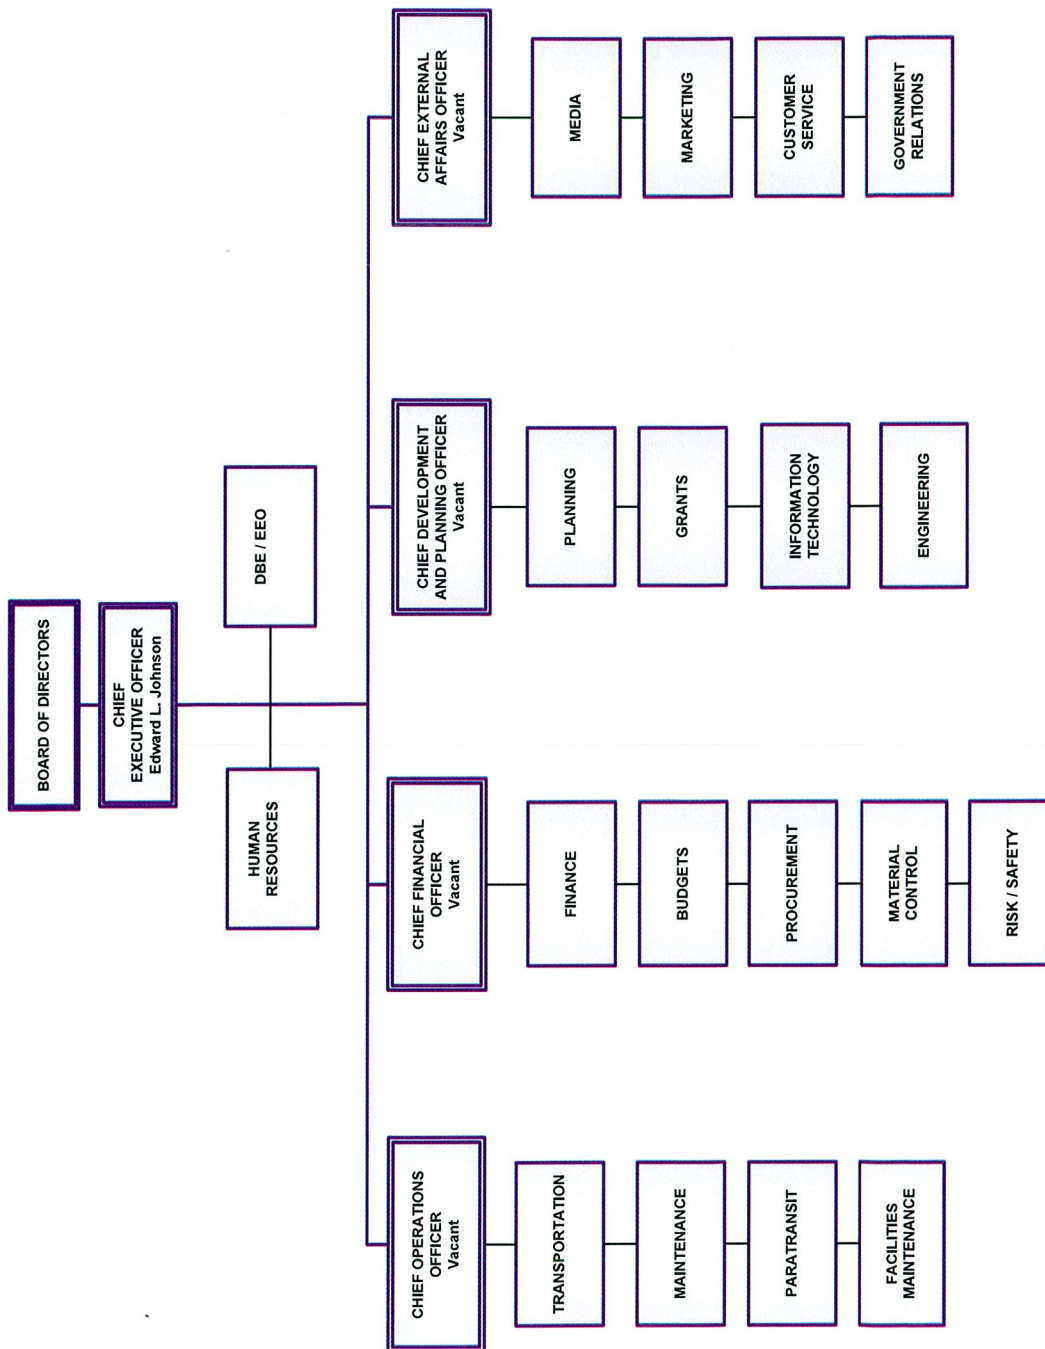 BOARD OF DIRECTORS
CHIEF
EXECUTIVE OFFICER
Edward L. Johnson
HUMAN
RESOURCES
DBE / EEO
CHIEF OPERATIONS
OFFICER
Vacant
TRANSPORTATION
MAINTENANCE
PARATRANSIT
FACILITIES
MAINTENANCE
CHIEF FINANCIAL
OFFICER
Vacant
FINANCE
BUDGETS
PROCUREMENT
MATERIAL
CONTROL
RISK / SAFETY
CHIEF DEVELOPMENT
AND PLANNING OFFICER
Vacant
PLANNING
GRANTS
INFORMATION
TECHNOLOGY
ENGINEERING
CHIEF EXTERNAL
AFFAIRS OFFICER
Vacant
MEDIA
MARKETING
CUSTOMER
SERVICE
GOVERNMENT
RELATIONS